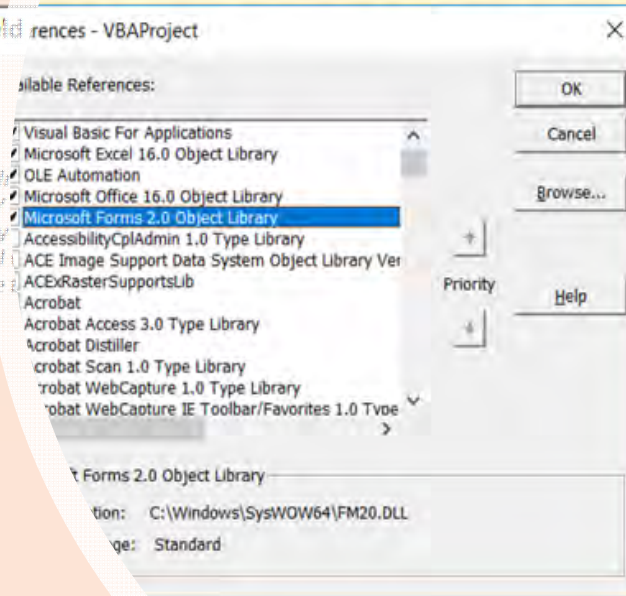 rences - VBAProject
ailable References:
OK
Visual Basic For Applications
Cancel
Microsoft Excel 16.0 Object Library
OLE Automation
Browse...
Microsoft Office 16.0 Object Library
Microsoft Forms 2.0 Object Library
AccessibilityCplAdmin 1.0 Type Library
ACE Image Support Data System Object Library Ver
ACExRasterSupportsLib
Priority
Help
Acrobat
Acrobat Access 3.0 Type Library
Acrobat Distiller
crobat Scan 1.0 Type Library
robat WebCapture 1.0 Type Library
obat WebCapture IE Toolbar/Favorites 1.0 Type
t Forms 2.0 Object Library
tion: C:\Windows\SysWOW64\FM20.DLL
ge: Standard